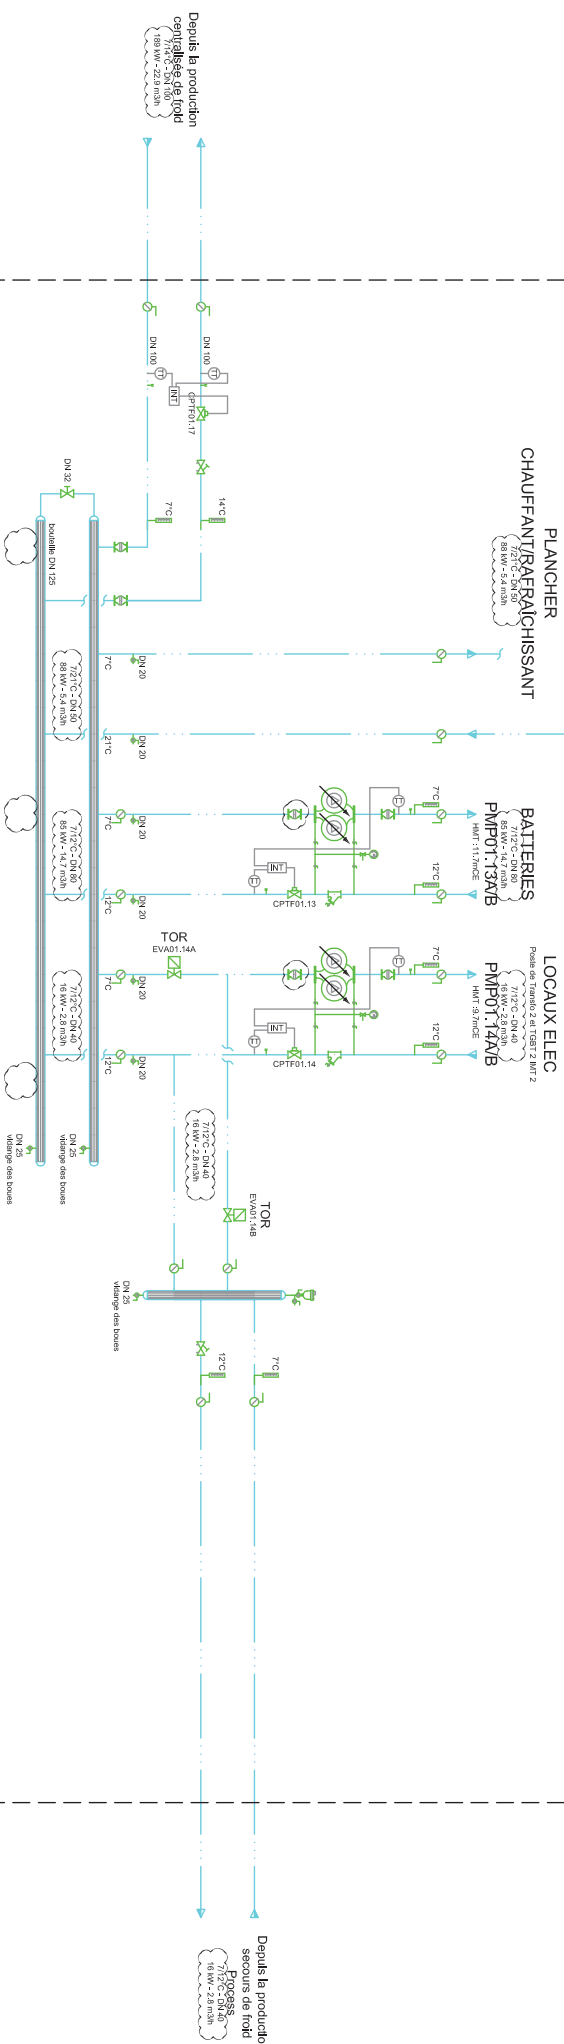 Depuis la production
centralisée de froid
7/14°C - DN 100
189 kW - 22.9 m3/h
DN 100
DN 100
TT
TT
INT
CPTF01.17
DN 32
7°C
14°C
bouteille DN 125
PLANCHER
CHAUFFANT/RAFRAÎCHISSANT
7/21°C - DN 50
88 kW - 5.4 m3/h
7/21°C - DN 50
88 kW - 5.4 m3/h
7°C
DN 20
21°C
DN 20
BATTERIES
7/12°C - DN 80
85 kW - 14.7 m3/h
PMP01.13A/B
HMT :11.7mCE
7°C
12°C
TT
TT
INT
CPTF01.13
7/12°C - DN 80
85 kW - 14.7 m3/h
7°C
DN 20
12°C
DN 20
LOCAUX ELEC
Poste de Transfo 2 et TGBT 2 IMT 2
7/12°C - DN 40
16 kW - 2.8 m3/h
PMP01.14A/B
HMT :9.7mCE
7°C
12°C
TT
TT
INT
CPTF01.14
TOR
EVA01.14A
7/12°C - DN 40
16 kW - 2.8 m3/h
7°C
DN 20
12°C
DN 20
DN 25
vidange des boues
DN 25
vidange des boues
7/12°C - DN 40
16 kW - 2.8 m3/h
TOR
EVA01.14B
DN 25
vidange des boues
12°C
7°C
Depuis la productio
secours de froid
Process
7/12°C - DN 40
16 kW - 2.8 m3/h